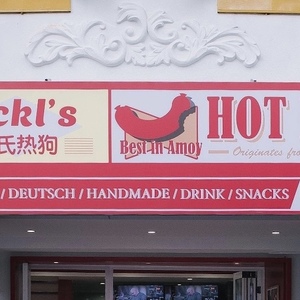 ckl's
氏热狗
Best in Amoy
HOT
Originates fro
/ DEUTSCH / HANDMADE / DRINK / SNACKS